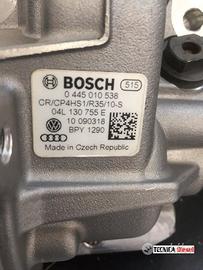 BOSCH 515
0 445 010 538
CR/CP4HS1/R35/10-S
04L 130 755 E
10 090318
BPY 1290
Made in Czech Republic
TECNICA Diesel